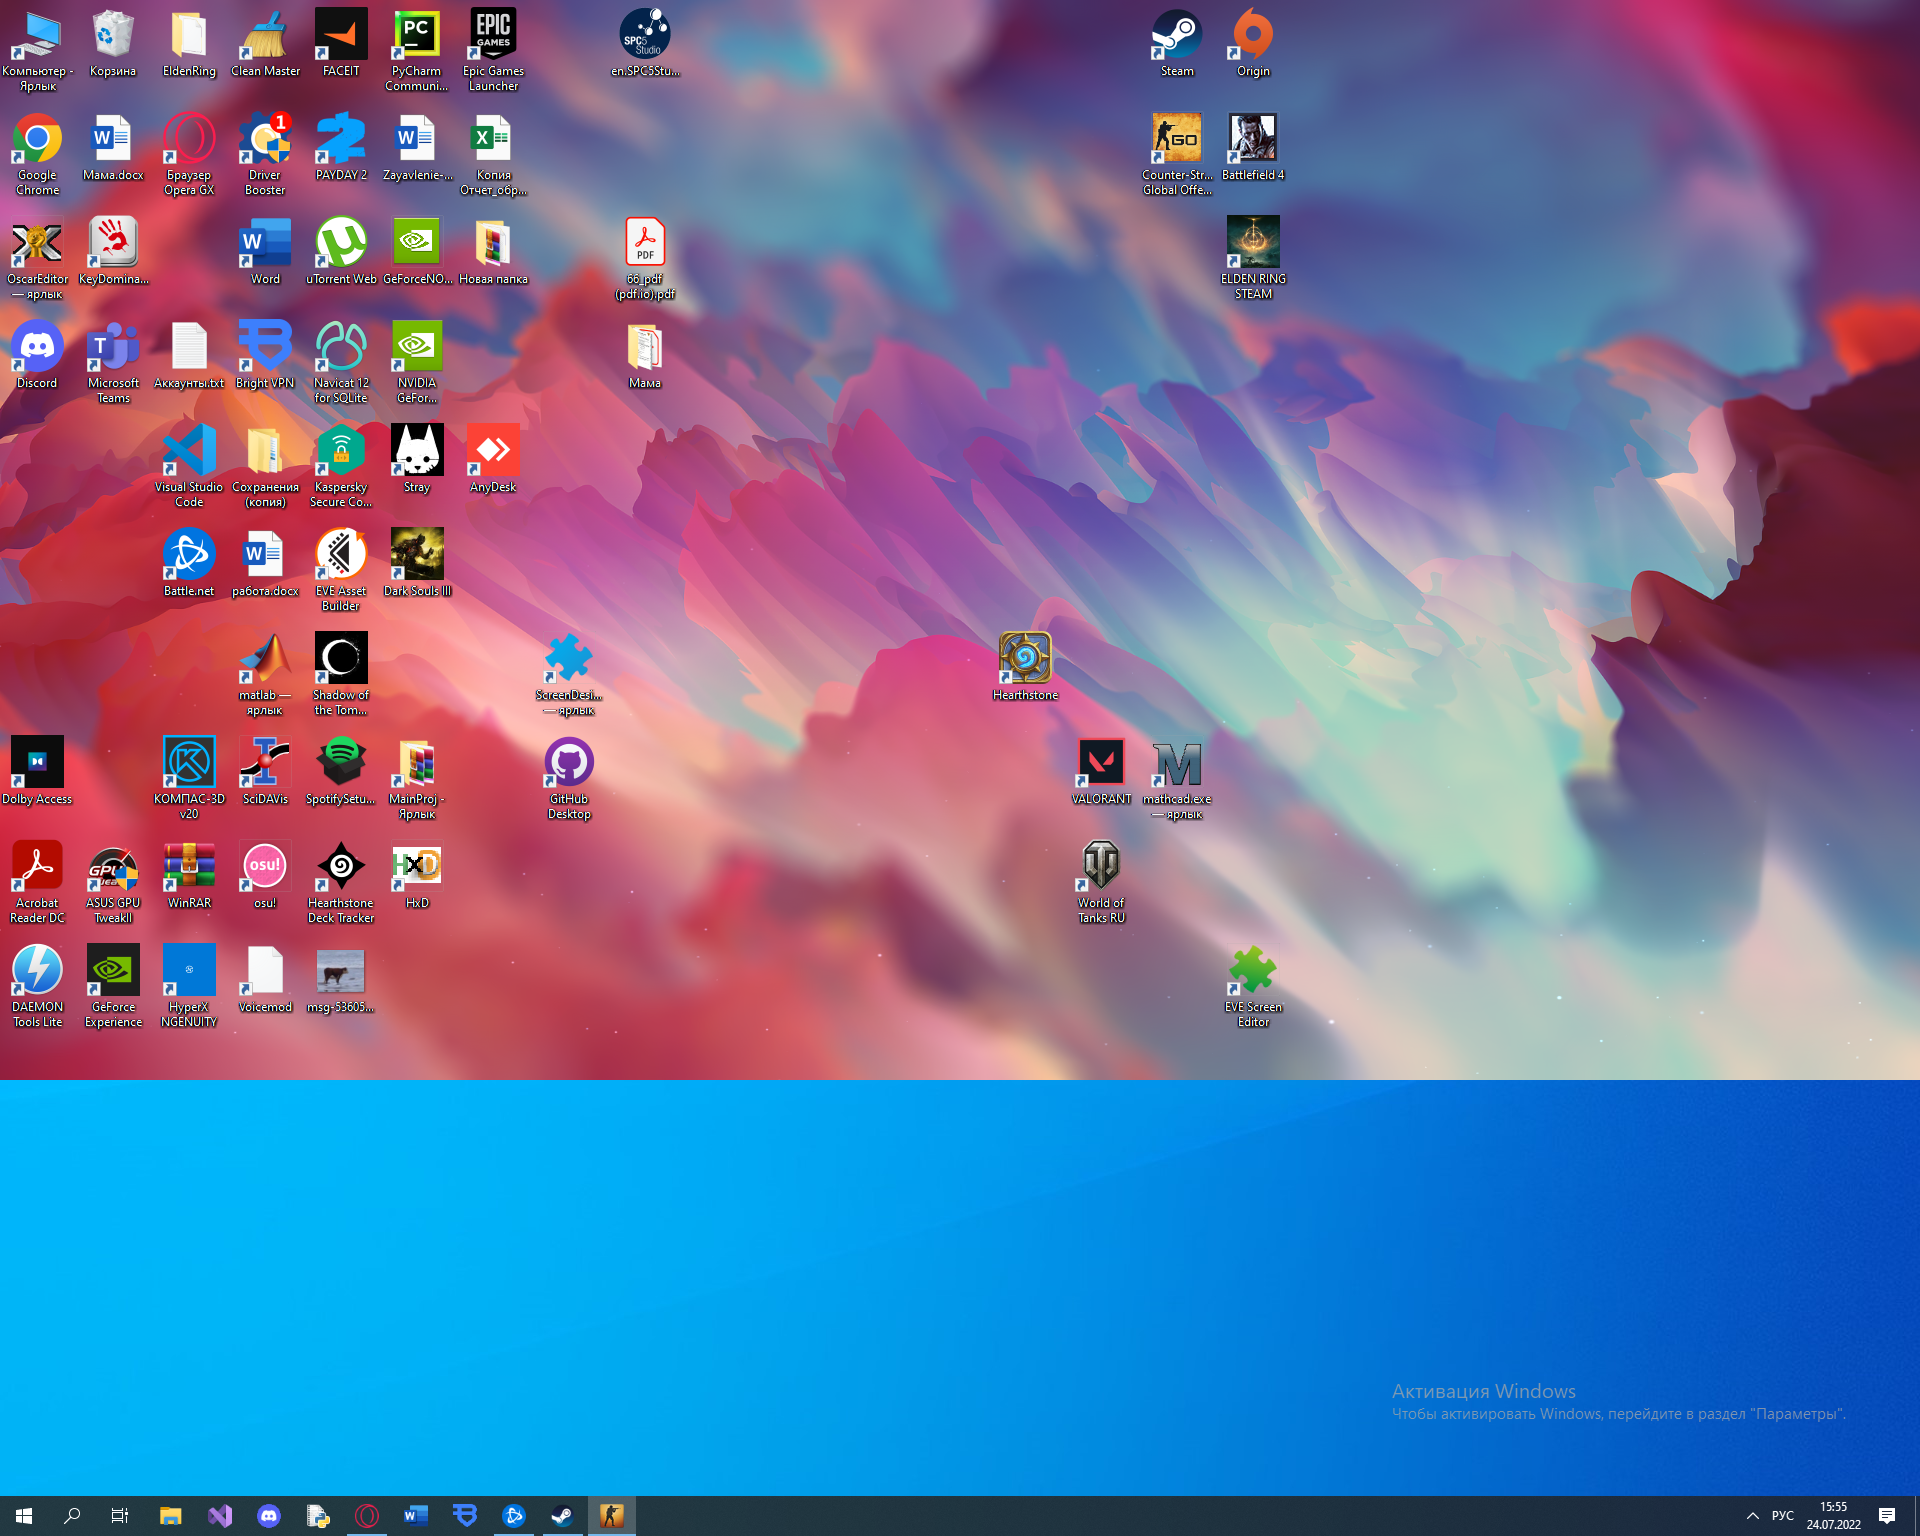 Компьютер -
Ярлык
Корзина
EldenRing
Clean Master
FACEIT
PyCharm
Communi...
Epic Games
Launcher
en.SPC5Stu...
Steam
Origin
Google
Chrome
Мама.docx
Браузер
Opera GX
1
Driver
Booster
PAYDAY 2
Zayavlenie-...
Копия
Отчет_обр...
Counter-Str...
Global Offe...
Battlefield 4
OscarEditor
— ярлык
KeyDomina...
Word
uTorrent Web
GeForceNO...
Новая папка
PDF
66_pdf
(pdf.io).pdf
ELDEN RING
STEAM
Discord
Microsoft
Teams
Аккаунты.txt
Bright VPN
Navicat 12
for SQLite
NVIDIA
GeFor...
Мама
Visual Studio
Code
Сохранения
(копия)
Kaspersky
Secure Co...
Stray
AnyDesk
Battle.net
работа.docx
EVE Asset
Builder
Dark Souls III
matlab —
ярлык
Shadow of
the Tom...
ScreenDesi...
— ярлык
Hearthstone
Dolby Access
КОМПАС-3D
v20
SciDAVis
SpotifySetu...
MainProj -
Ярлык
GitHub
Desktop
VALORANT
mathcad.exe
— ярлык
Acrobat
Reader DC
ASUS GPU
TweakII
WinRAR
osu!
osu!
Hearthstone
Deck Tracker
HxD
HxD
World of
Tanks RU
DAEMON
Tools Lite
GeForce
Experience
HyperX
NGENUITY
Voicemod
msg-53605...
EVE Screen
Editor
Активация Windows
Чтобы активировать Windows, перейдите в раздел "Параметры".
РУС
15:55
24.07.2022